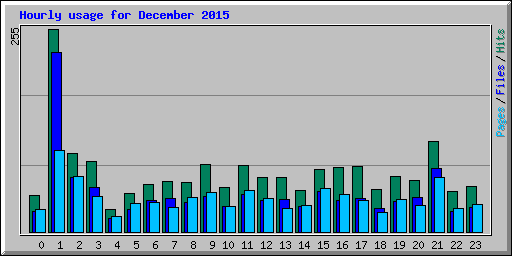 Hourly usage for December 2015
255
Pages/Files/Hits
0 1 2 3 4 5 6 7 8 9 10 11 12 13 14 15 16 17 18 19 20 21 22 23